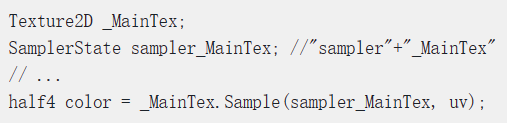 Texture2D _MainTex;
SamplerState sampler_MainTex; //"sampler"+"_MainTex"
// ...
half4 color = _MainTex.Sample(sampler_MainTex, uv);